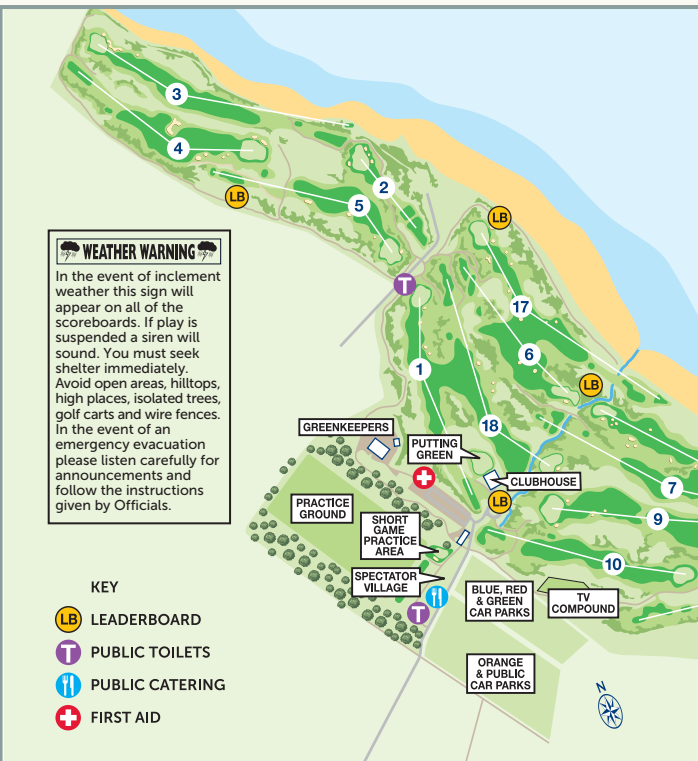 3
4
2
5
LB
LB
T
17
6
1
LB
18
7
9
10
WEATHER WARNING
In the event of inclement
weather this sign will
appear on all of the
scoreboards. If play is
suspended a siren will
sound. You must seek
shelter immediately.
Avoid open areas, hilltops,
high places, isolated trees,
golf carts and wire fences.
In the event of an
emergency evacuation
please listen carefully for
announcements and
follow the instructions
given by Officials.
GREENKEEPERS
PUTTING
GREEN
CLUBHOUSE
LB
PRACTICE
GROUND
SHORT
GAME
PRACTICE
AREA
SPECTATOR
VILLAGE
T
BLUE, RED
& GREEN
CAR PARKS
TV
COMPOUND
ORANGE
& PUBLIC
CAR PARKS
N
KEY
LB LEADERBOARD
T PUBLIC TOILETS
PUBLIC CATERING
FIRST AID